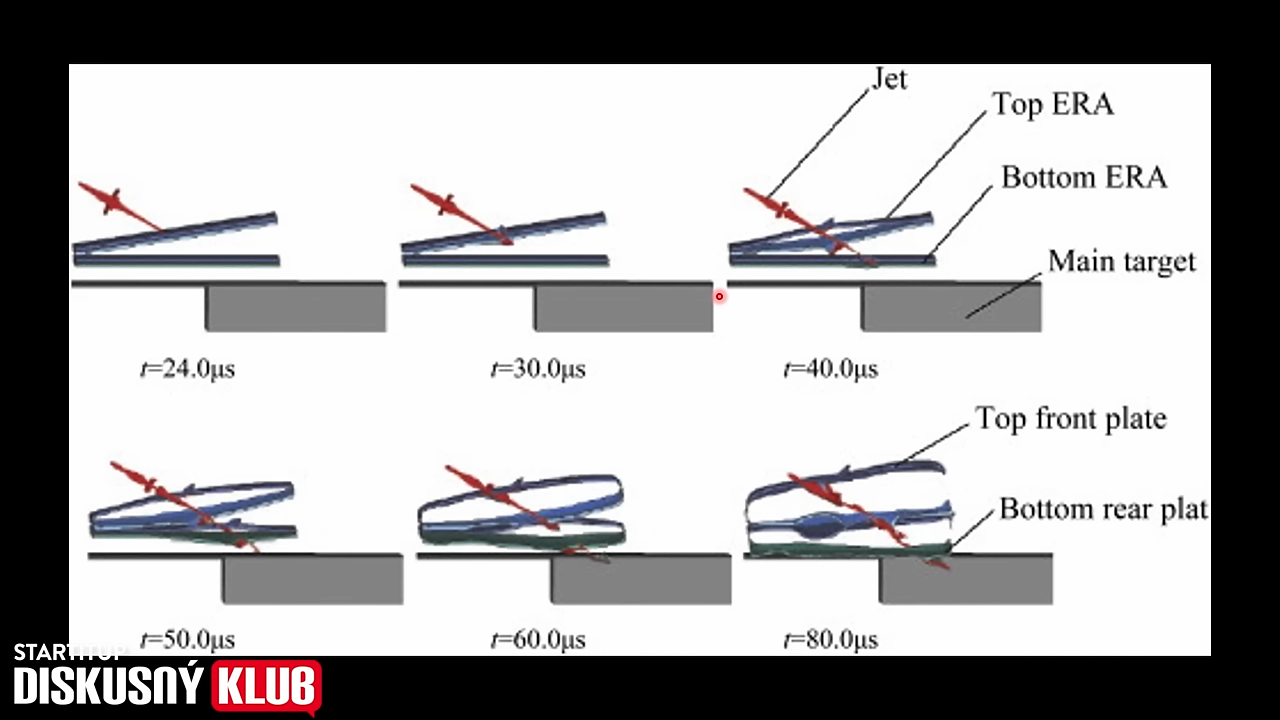 Jet
Top ERA
Bottom ERA
Main target
t=24.0μs
t=30.0μs
t=40.0μs
Top front plate
Bottom rear plat
t=50.0μs
t=60.0μs
t=80.0μs
STARTITUP
DISKUSNÝ KLUB